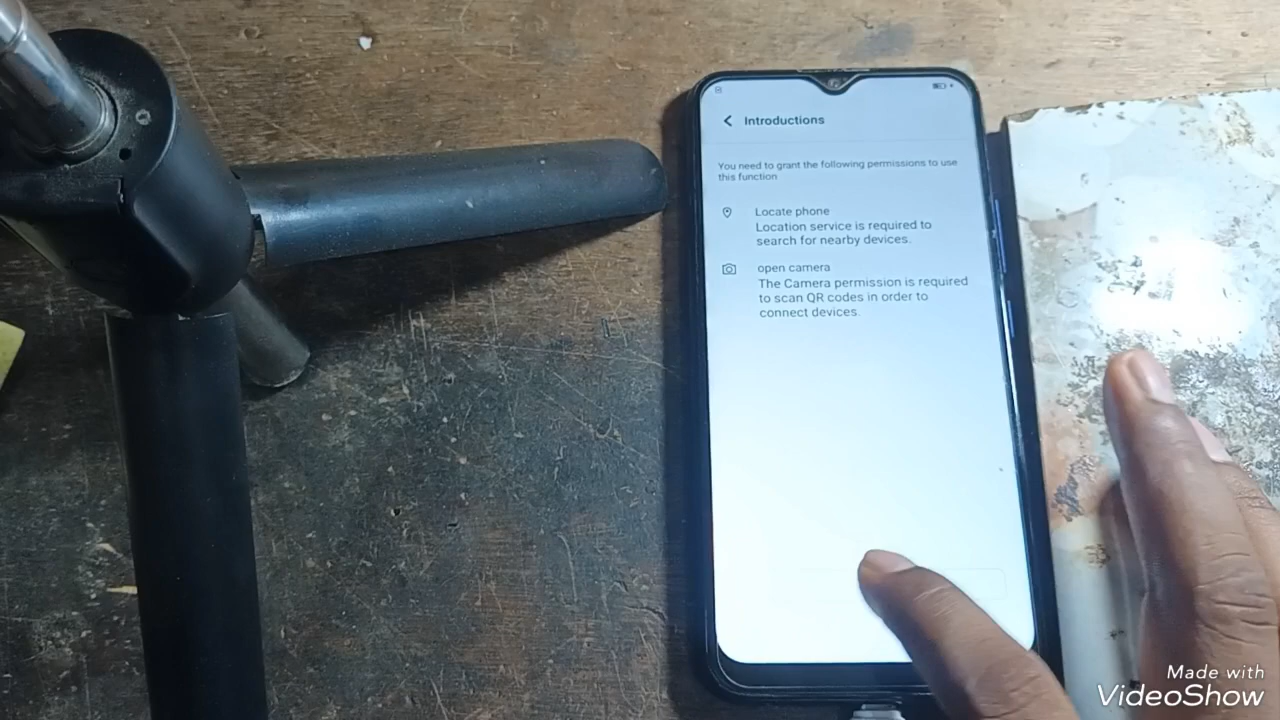 Introductions
You need to grant the following permissions to use
this function
Locate phone
Location service is required to
search for nearby devices.
open camera
The Camera permission is required
to scan QR codes in order to
connect devices.
Made with
VideoShow